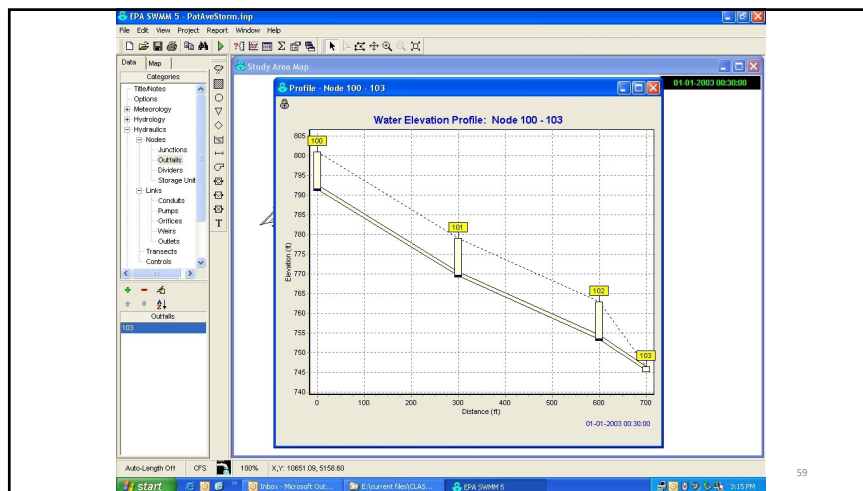 EPA SWMM 5 - PatAveStorm.inp
File Edit View Project Report Window Help
Data Map
Categories
Title/Notes
Options
Meteorology
Hydrology
Hydraulics
Nodes
Junctions
Outfalls
Dividers
Storage Unit
Links
Conduits
Pumps
Orifices
Weirs
Outlets
Transects
Controls
Outfalls
103
Study Area Map
01-01-2003 00:30:00
Profile - Node 100 - 103
Water Elevation Profile: Node 100 - 103
805
800
795
790
785
780
775
770
765
760
755
750
745
740
Elevation (ft)
100
101
102
103
0 100 200 300 400 500 600 700
Distance (ft)
01-01-2003 00:30:00
Auto-Length Off CFS 100% X,Y: 10651.09, 5158.60
start Inbox - Microsoft Out... E:\current files\CLAS... EPA SWMM 5 3:15 PM
59